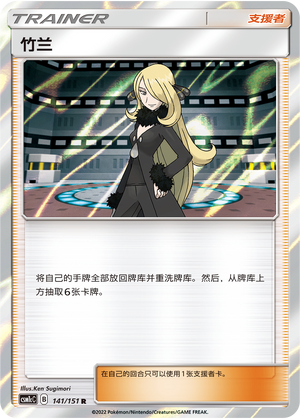 TRAINER 支援者
竹兰
将自己的手牌全部放回牌库并重洗牌库。然后，从牌库上
方抽取6张卡牌。
Illus.Ken Sugimori
在自己的回合只可以使用1张支援者卡。
141/151 R
©2022 Pokémon/Nintendo/Creatures/GAME FREAK.